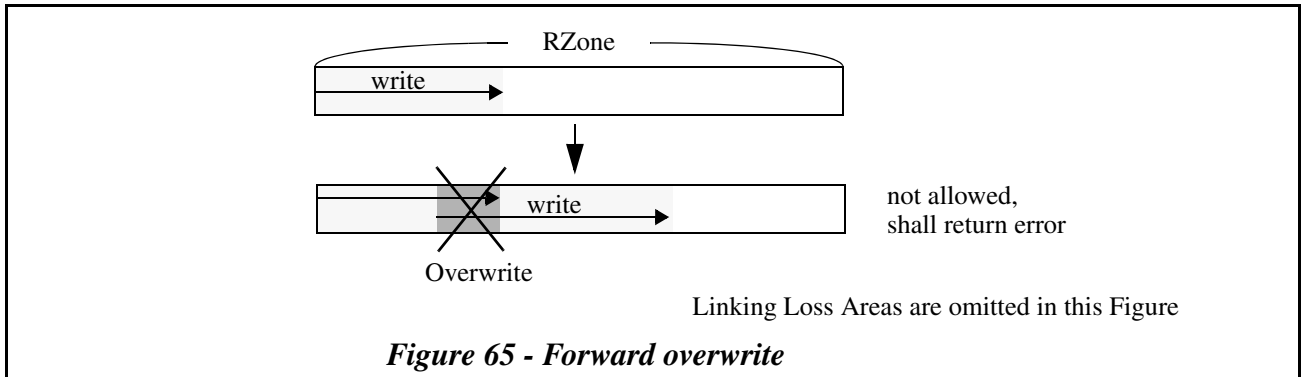 RZone
write
write
not allowed,
shall return error
Overwrite
Linking Loss Areas are omitted in this Figure
Figure 65 - Forward overwrite